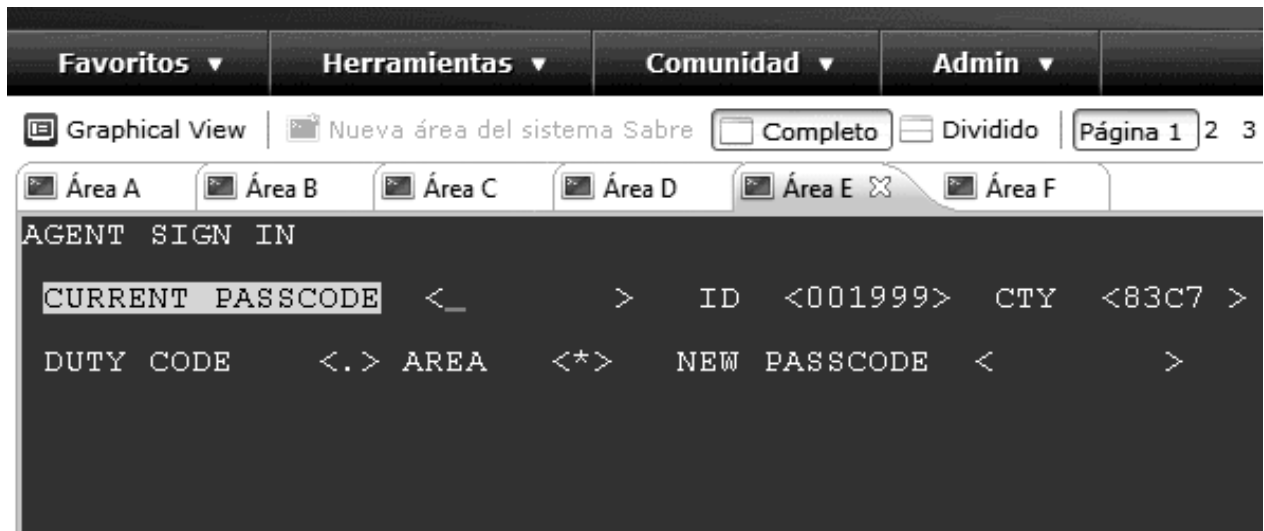 Favoritos ▼ Herramientas ▼ Comunidad ▼ Admin ▼
Graphical View Nueva área del sistema Sabre Completo Dividido Página 1 2 3
Área A Área B Área C Área D Área E Área F
AGENT SIGN IN
CURRENT PASSCODE <_ > ID <001999> CTY <83C7 >
DUTY CODE <.> AREA <*> NEW PASSCODE < >